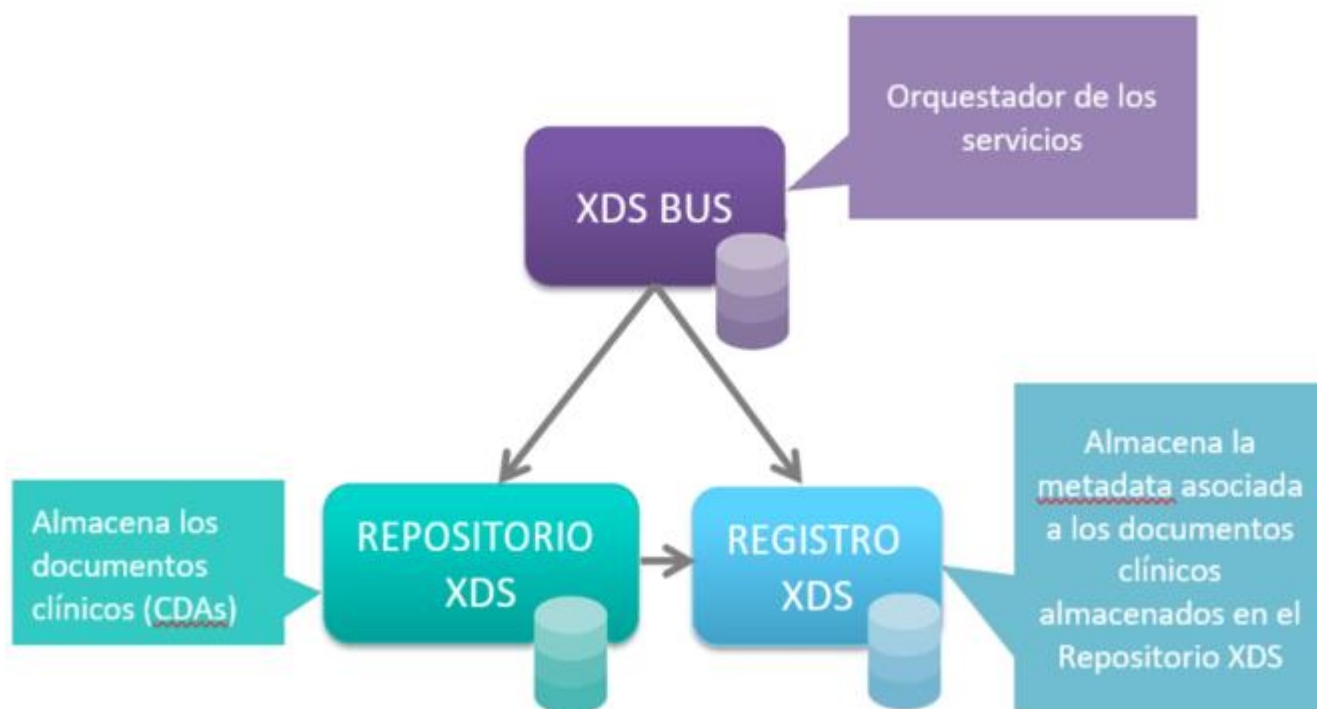 Orquestador de los
servicios
XDS BUS
Almacena los
documentos
clínicos (CDAs)
REPOSITORIO
XDS
REGISTRO
XDS
Almacena la
metadata asociada
a los documentos
clínicos
almacenados en el
Repositorio XDS